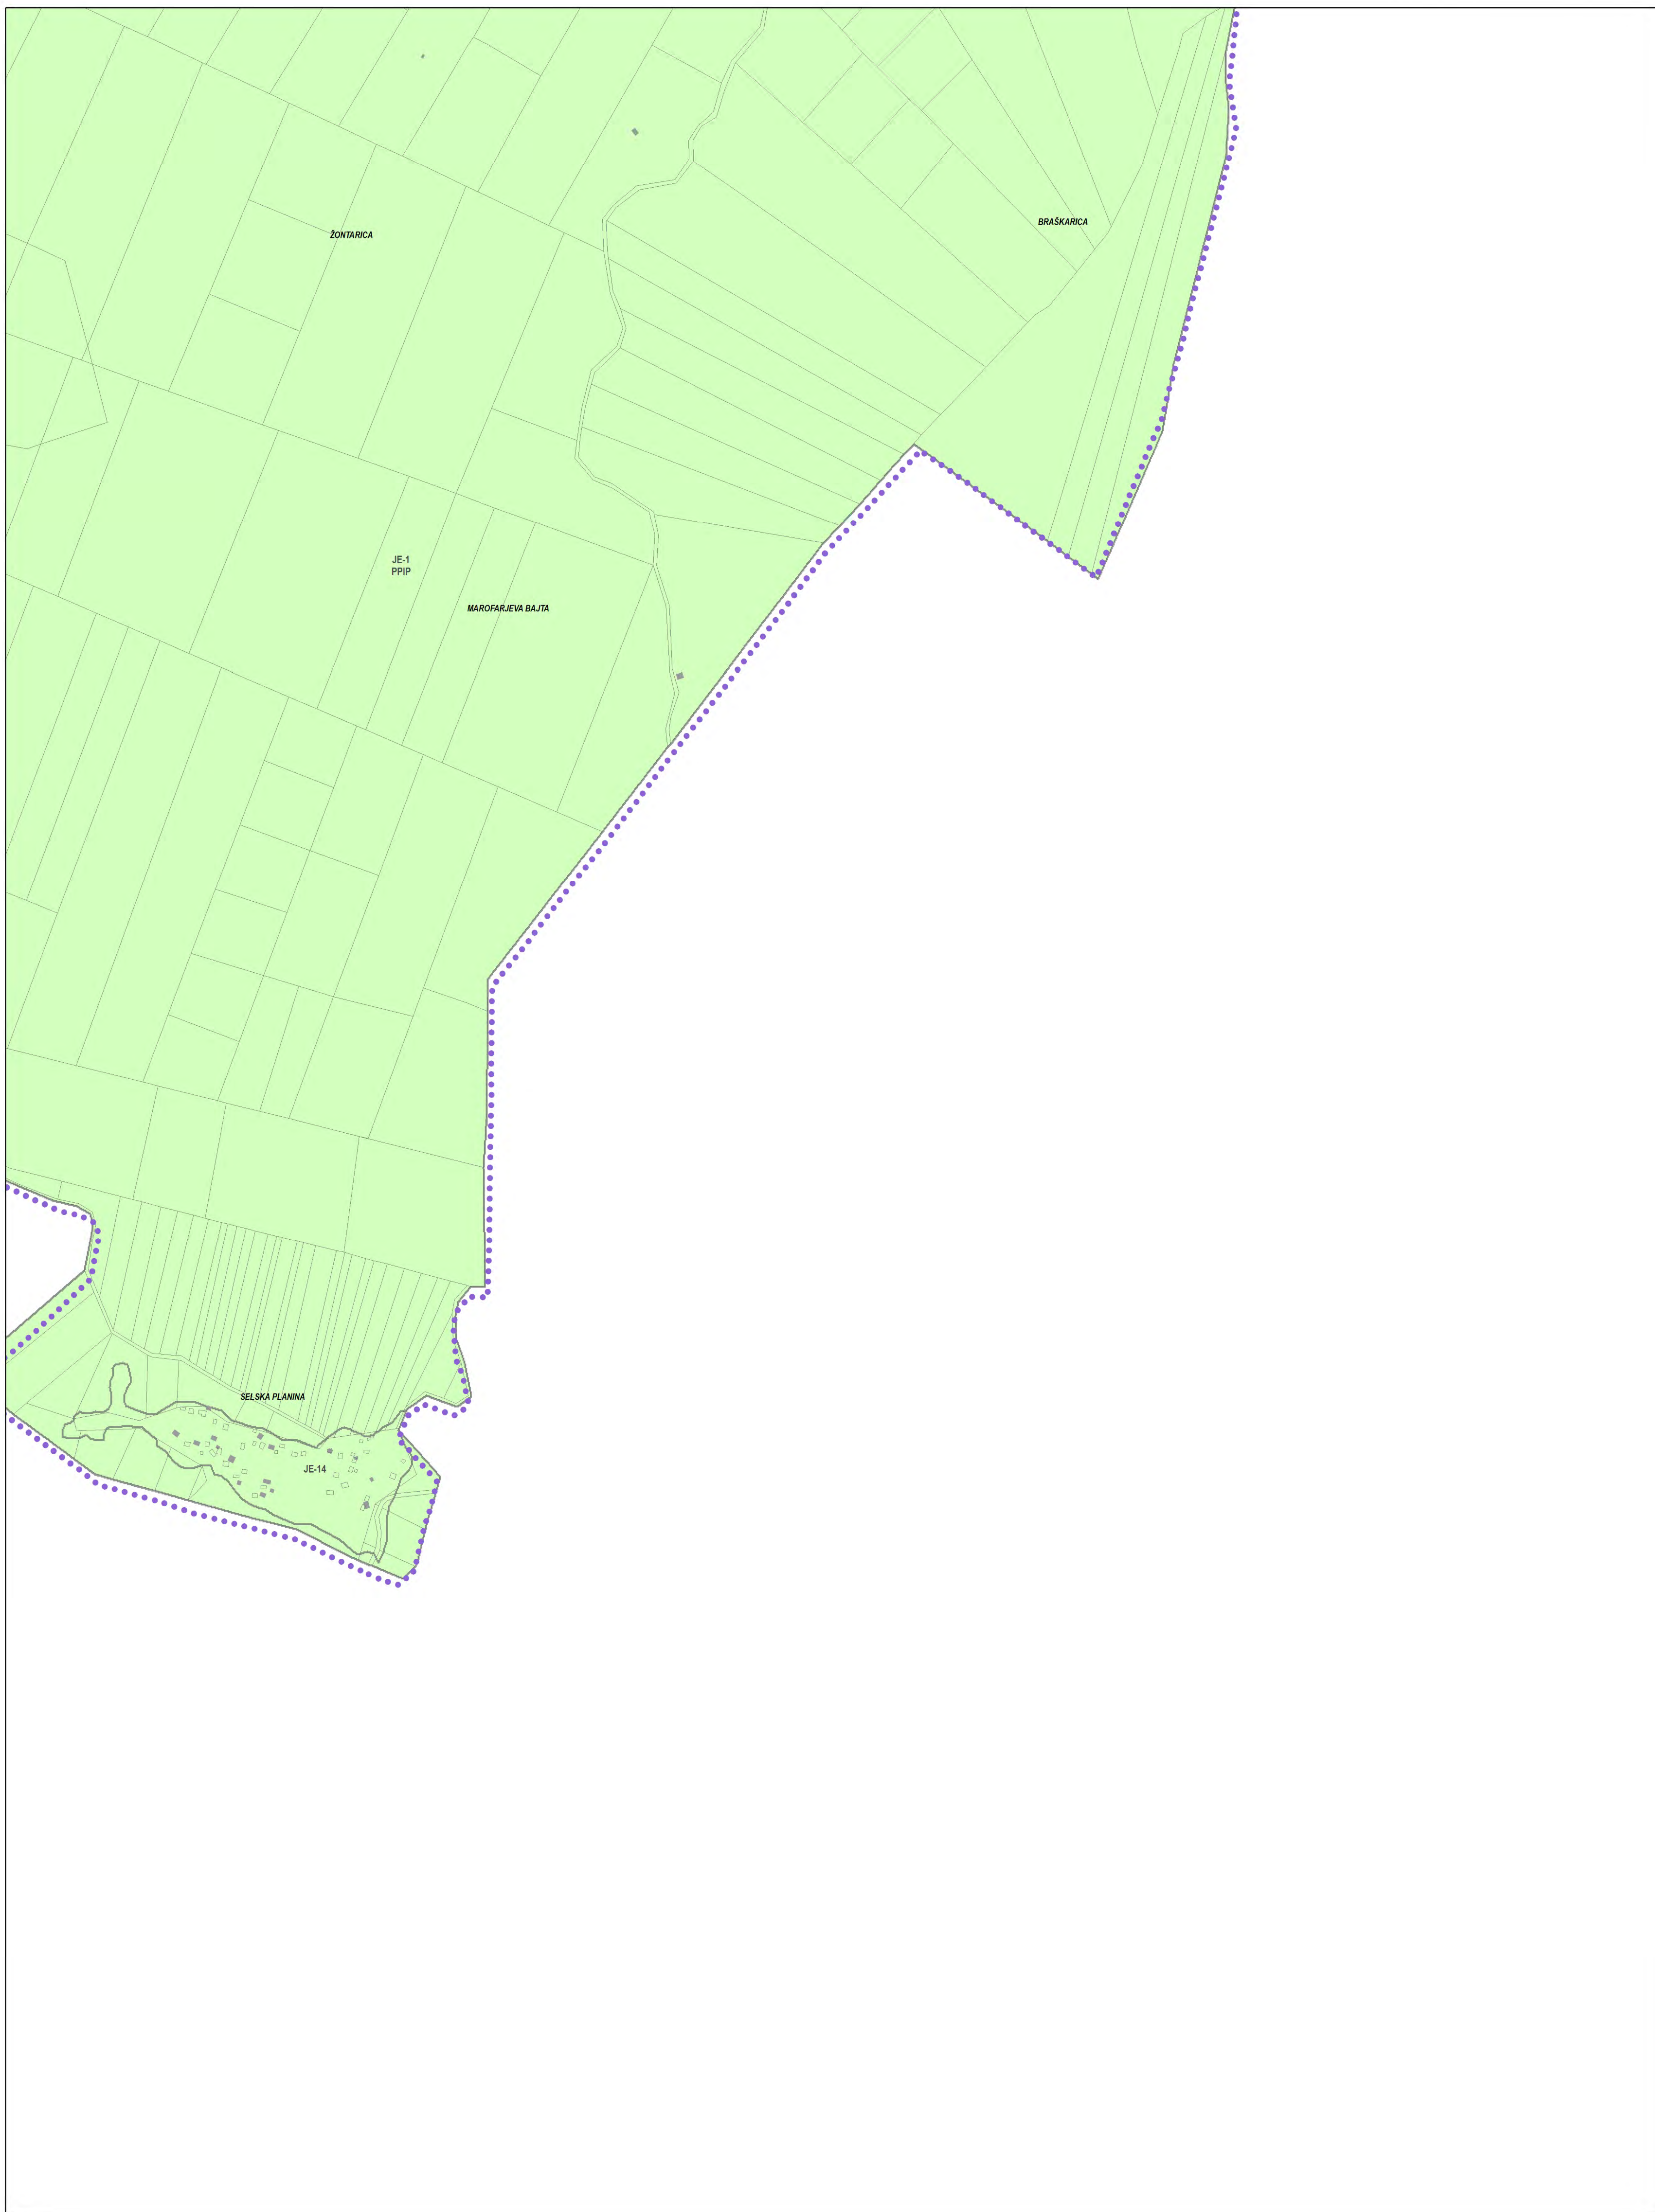 BRAŠKARICA
ŽONTARICA
JE-1
PPIP
MAROFARJEVA BAJTA
SELSKA PLANINA
JE-14